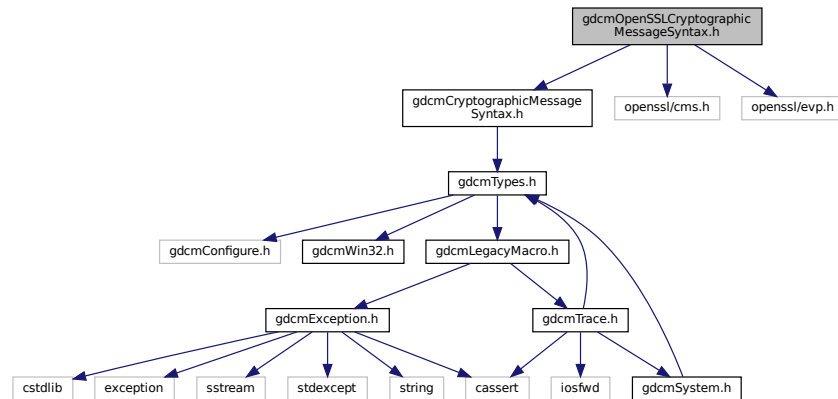 gdcmOpenSSLCryptographic
MessageSyntax.h
gdcmCryptographicMessage
Syntax.h
openssl/cms.h
openssl/evp.h
gdcmTypes.h
gdcmConfigure.h
gdcmWin32.h
gdcmLegacyMacro.h
gdcmException.h
gdcmTrace.h
cstdlib
exception
sstream
stdexcept
string
cassert
iosfwd
gdcmSystem.h